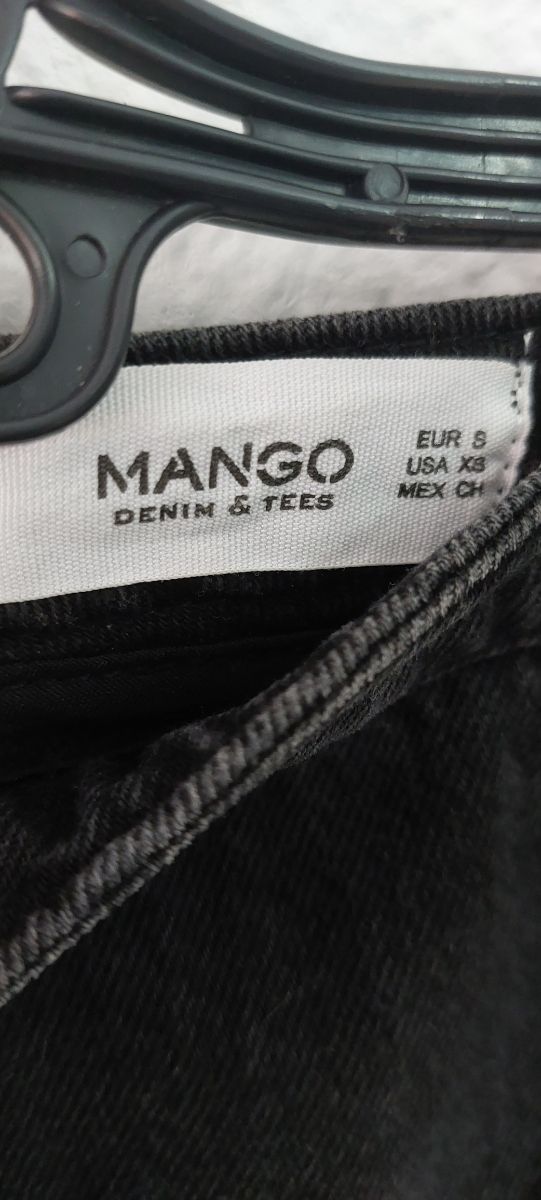 MANGO
DENIM & TEES
EUR S
USA XS
MEX CH